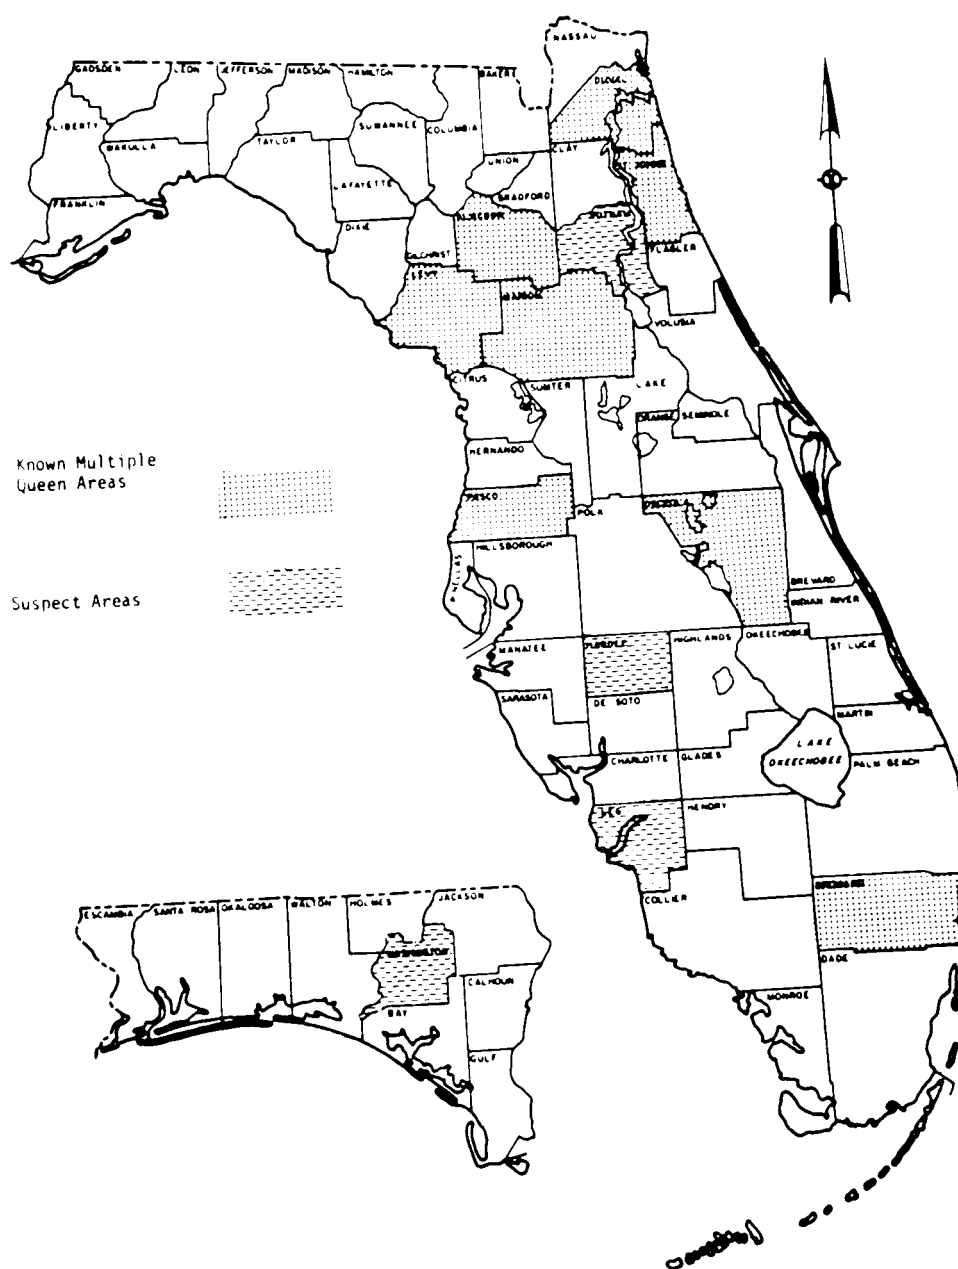 NASSAU
GADSDEN
LEON
JEFFERSON
MADISON
HAMILTON
BAKER
DUVAL
LIBERTY
WAKULLA
TAYLOR
SUWANNEE
COLUMBIA
UNION
CLAY
ST JOHNS
FRANKLIN
LAFAYETTE
BRADFORD
DIXIE
GILCHRIST
PUTNAM
FLAGLER
LEVY
MARION
VOLUSIA
CITRUS
SUMTER
LAKE
ORANGE
SEMINOLE
HERNANDO
Known Multiple
Queen Areas
PASCO
POLK
OSCEOLA
HILLSBOROUGH
PINELLAS
Suspect Areas
BREVARD
INDIAN RIVER
MANATEE
HIGHLANDS
OKEECHOBEE
ST LUCIE
SARASOTA
DE SOTO
MARTIN
LAKE
OKEECHOBEE
CHARLOTTE
GLADES
PALM BEACH
LEE
HENDRY
COLLIER
DADE
MONROE
ESCAMBIA
SANTA ROSA
OKALOOSA
WALTON
HOLMES
JACKSON
WASHINGTON
CALHOUN
BAY
GULF